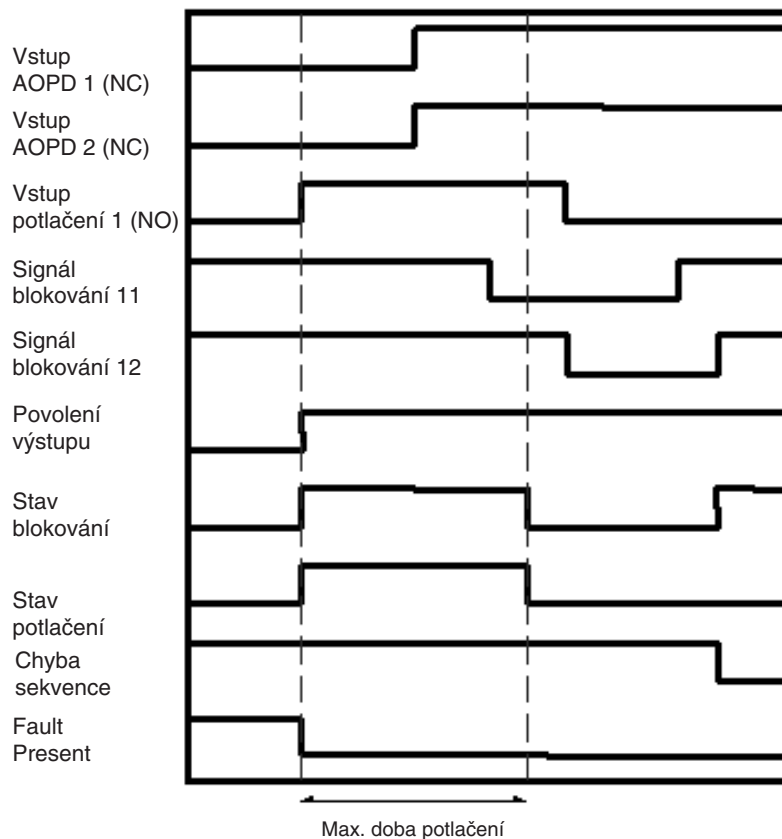 Vstup
AOPD 1 (NC)
Vstup
AOPD 2 (NC)
Vstup
potlačení 1 (NO)
Signál
blokování 11
Signál
blokování 12
Povolení
výstupu
Stav
blokování
Stav
potlačení
Chyba
sekvence
Fault
Present
Max. doba potlačení